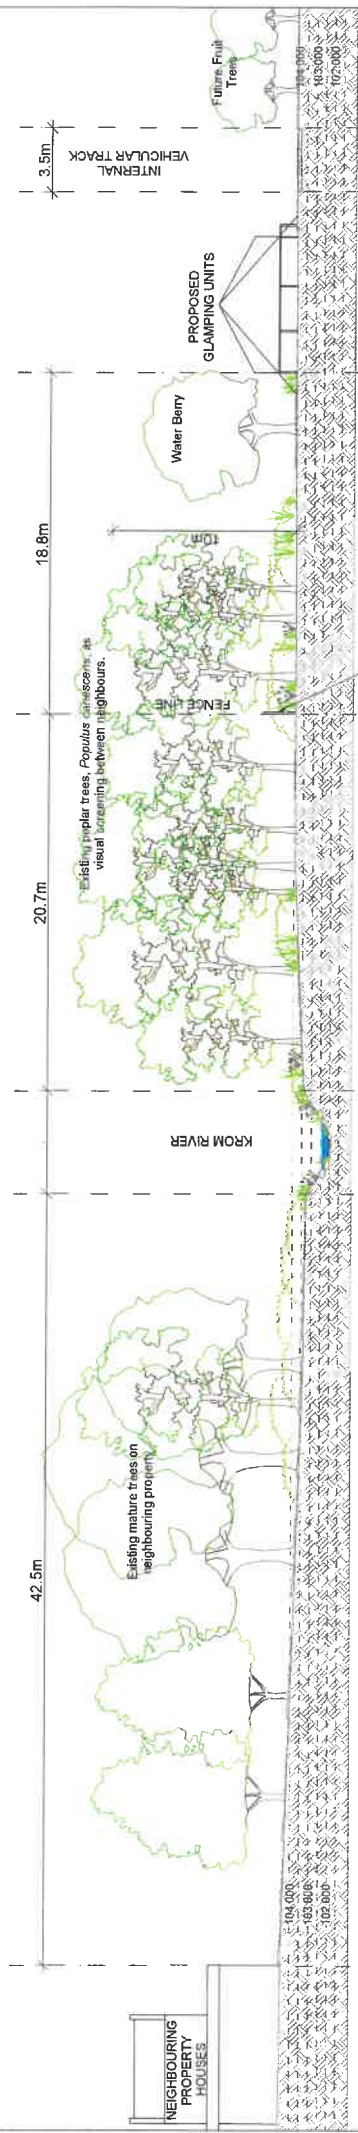 42.5m
20.7m
18.8m
3.5m
NEIGHBOURING
PROPERTY
HOUSES
Existing mature trees on
neighbouring property
KROM RIVER
Existing poplar trees, Populus canescens, as
visual screening between neighbours.
FENCE LINE
10m
Water Berry
PROPOSED
GLAMPING UNITS
INTERNAL
VEHICULAR TRACK
Future Fruit
Trees
104.000
103.000
102.000
104.000
103.000
102.000